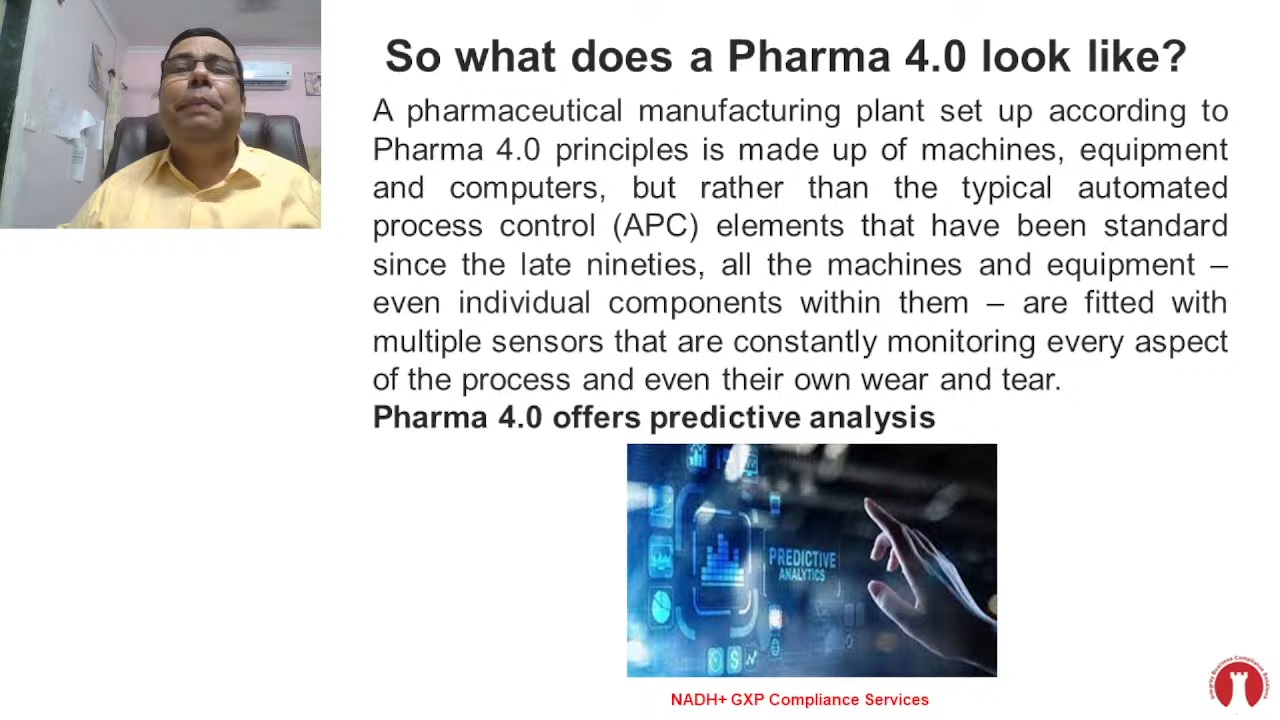 So what does a Pharma 4.0 look like?
A pharmaceutical manufacturing plant set up according to
Pharma 4.0 principles is made up of machines, equipment
and computers, but rather than the typical automated
process control (APC) elements that have been standard
since the late nineties, all the machines and equipment –
even individual components within them – are fitted with
multiple sensors that are constantly monitoring every aspect
of the process and even their own wear and tear.
Pharma 4.0 offers predictive analysis
PREDICTIVE
ANALYTICS
$
NADH+ GXP Compliance Services
Integrity Business Compliance Solutions